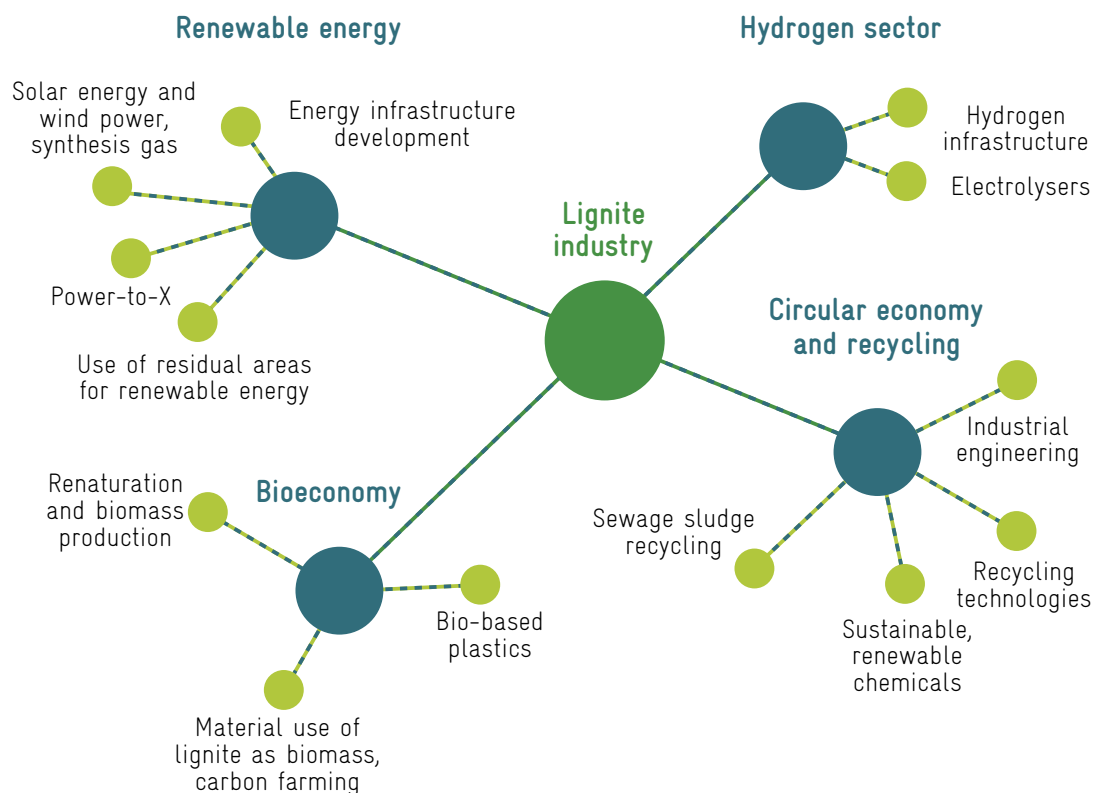 Renewable energy
Hydrogen sector
Solar energy and
wind power,
synthesis gas
Energy infrastructure
development
Hydrogen
infrastructure
Electrolysers
Lignite
industry
Power-to-X
Use of residual areas
for renewable energy
Circular economy
and recycling
Industrial
engineering
Renaturation
and biomass
production
Bioeconomy
Sewage sludge
recycling
Recycling
technologies
Bio-based
plastics
Sustainable,
renewable
chemicals
Material use of
lignite as biomass,
carbon farming